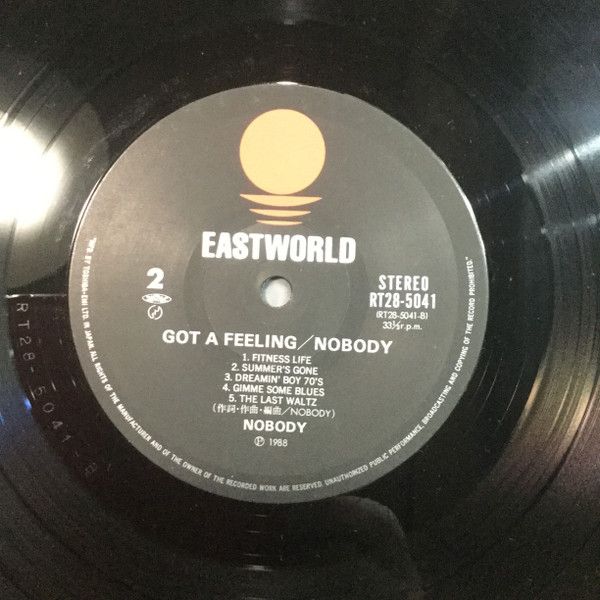 EASTWORLD
2
STEREO
RT28-5041
(RT28-5041-B)
33⅓r.p.m.
GOT A FEELING/NOBODY
1. FITNESS LIFE
2. SUMMER'S GONE
3. DREAMIN' BOY 70'S
4. GIMME SOME BLUES
5. THE LAST WALTZ
(作詞・作曲・編曲/NOBODY)
NOBODY
Ⓟ 1988
"MFD. BY TOSHIBA-EMI LTD. IN JAPAN ALL RIGHTS OF THE MANUFACTURER AND OF THE OWNER OF THE RECORDED WORK ARE RESERVED. UNAUTHORIZED PUBLIC PERFORMANCE, BROADCASTING AND COPYING OF THE RECORD PROHIBITED."
RT28-5041